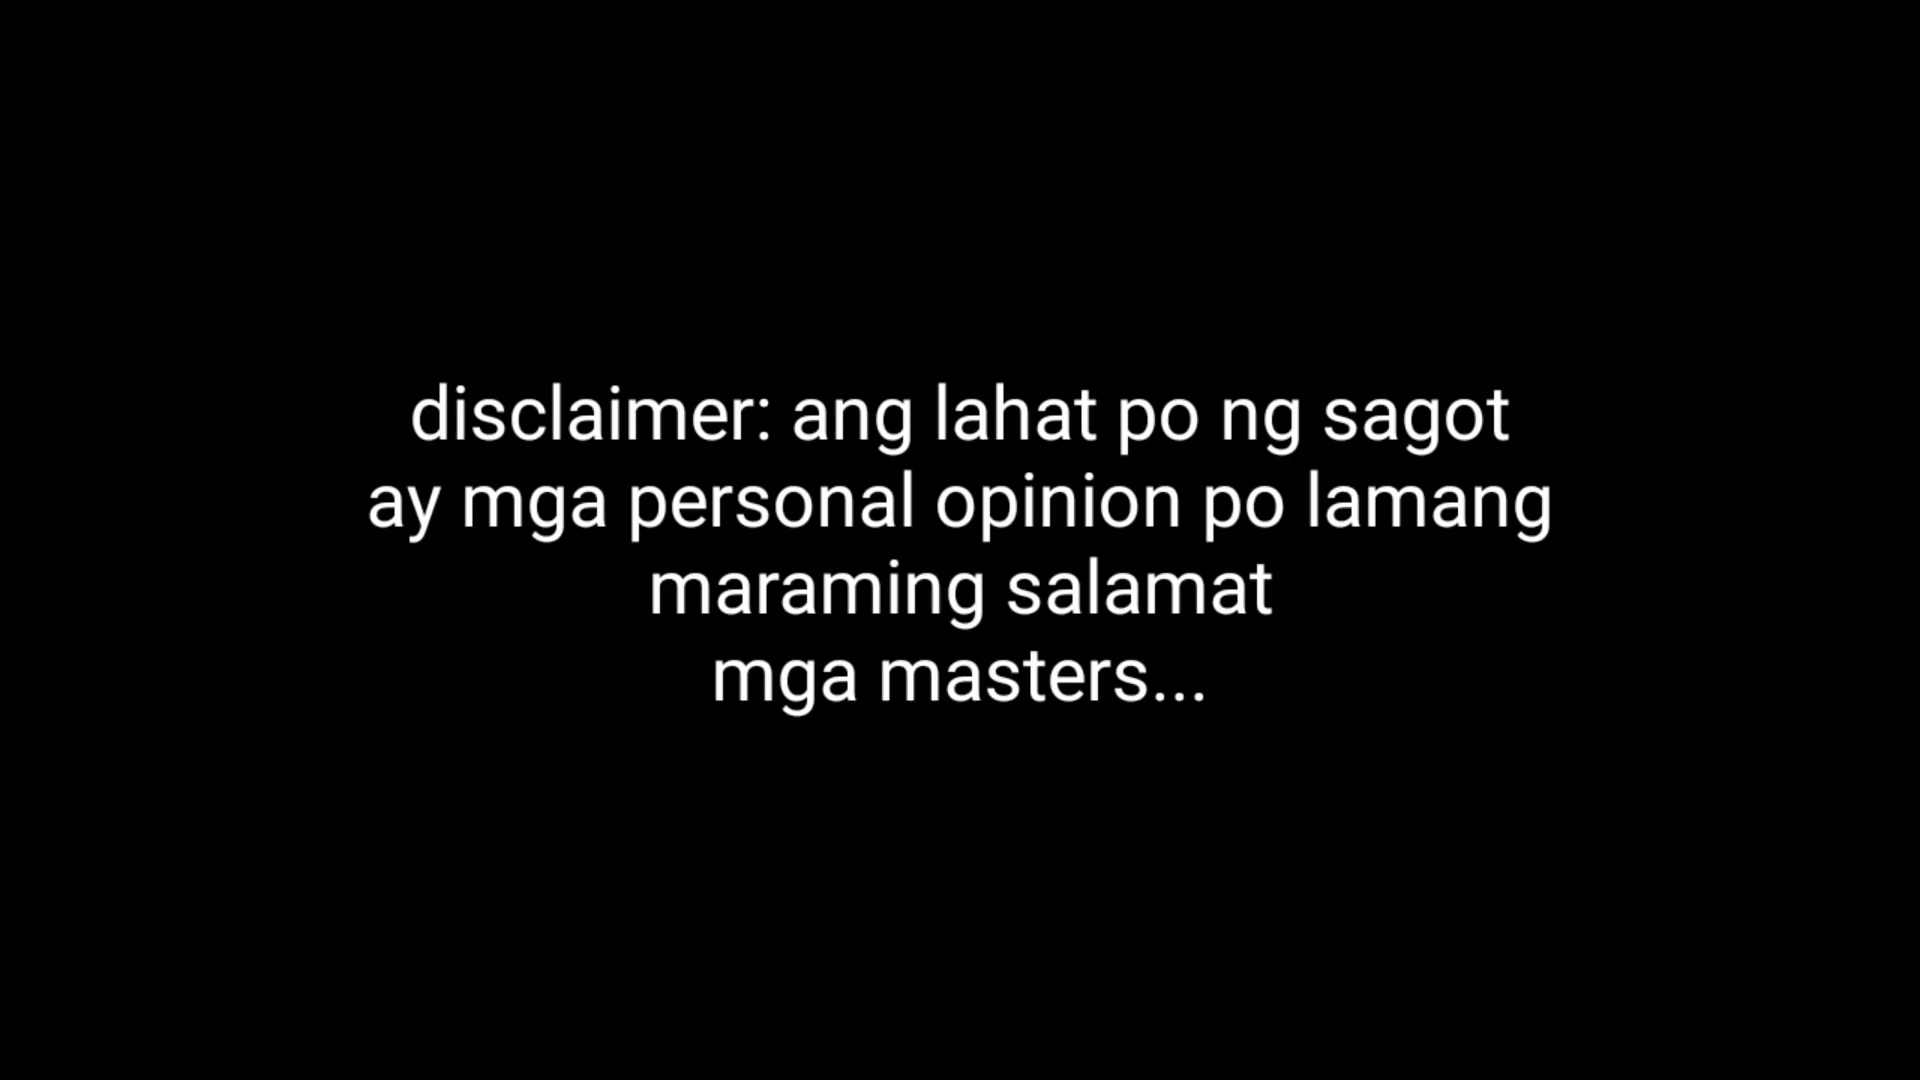 disclaimer: ang lahat po ng sagot
ay mga personal opinion po lamang
maraming salamat
mga masters...